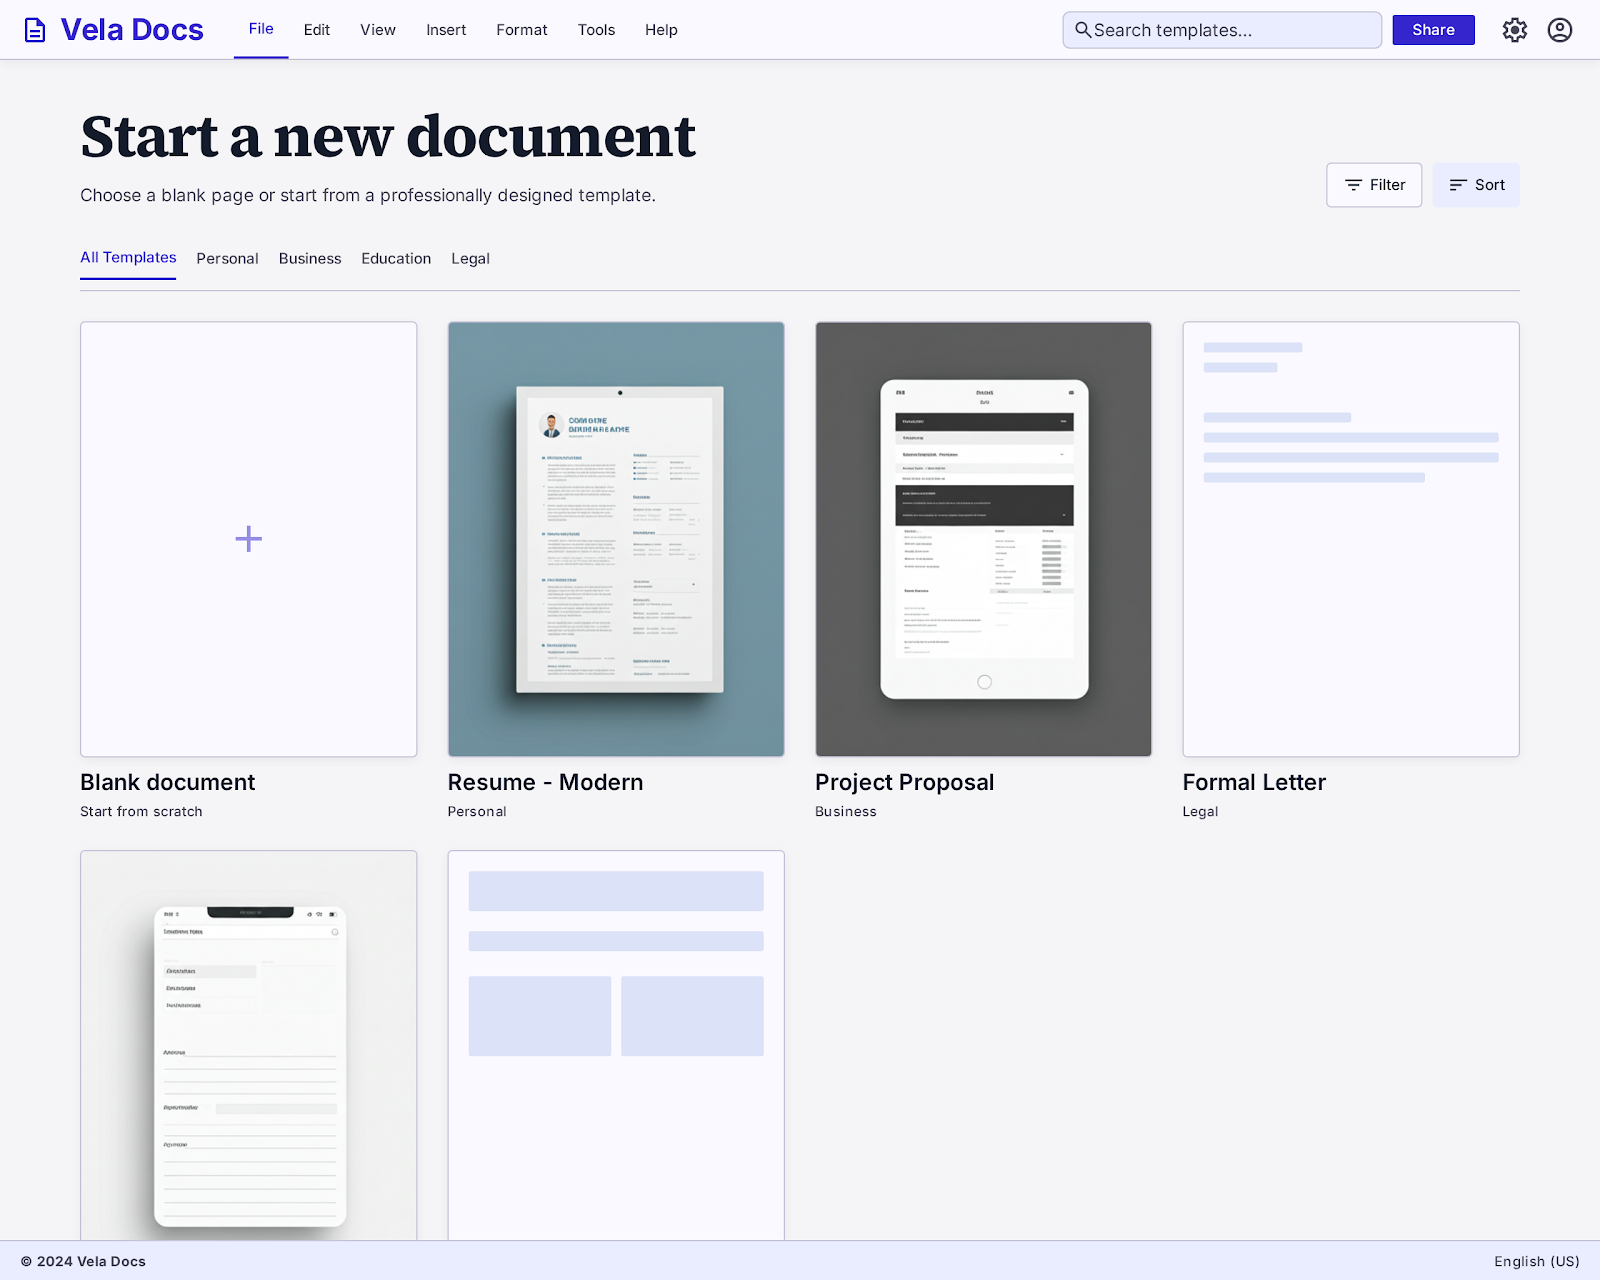 Vela Docs
File
Edit
View
Insert
Format
Tools
Help
Search templates...
Share
Start a new document
Choose a blank page or start from a professionally designed template.
Filter
Sort
All Templates
Personal
Business
Education
Legal
Blank document
Start from scratch
Resume - Modern
Personal
Project Proposal
Business
Formal Letter
Legal
© 2024 Vela Docs
English (US)